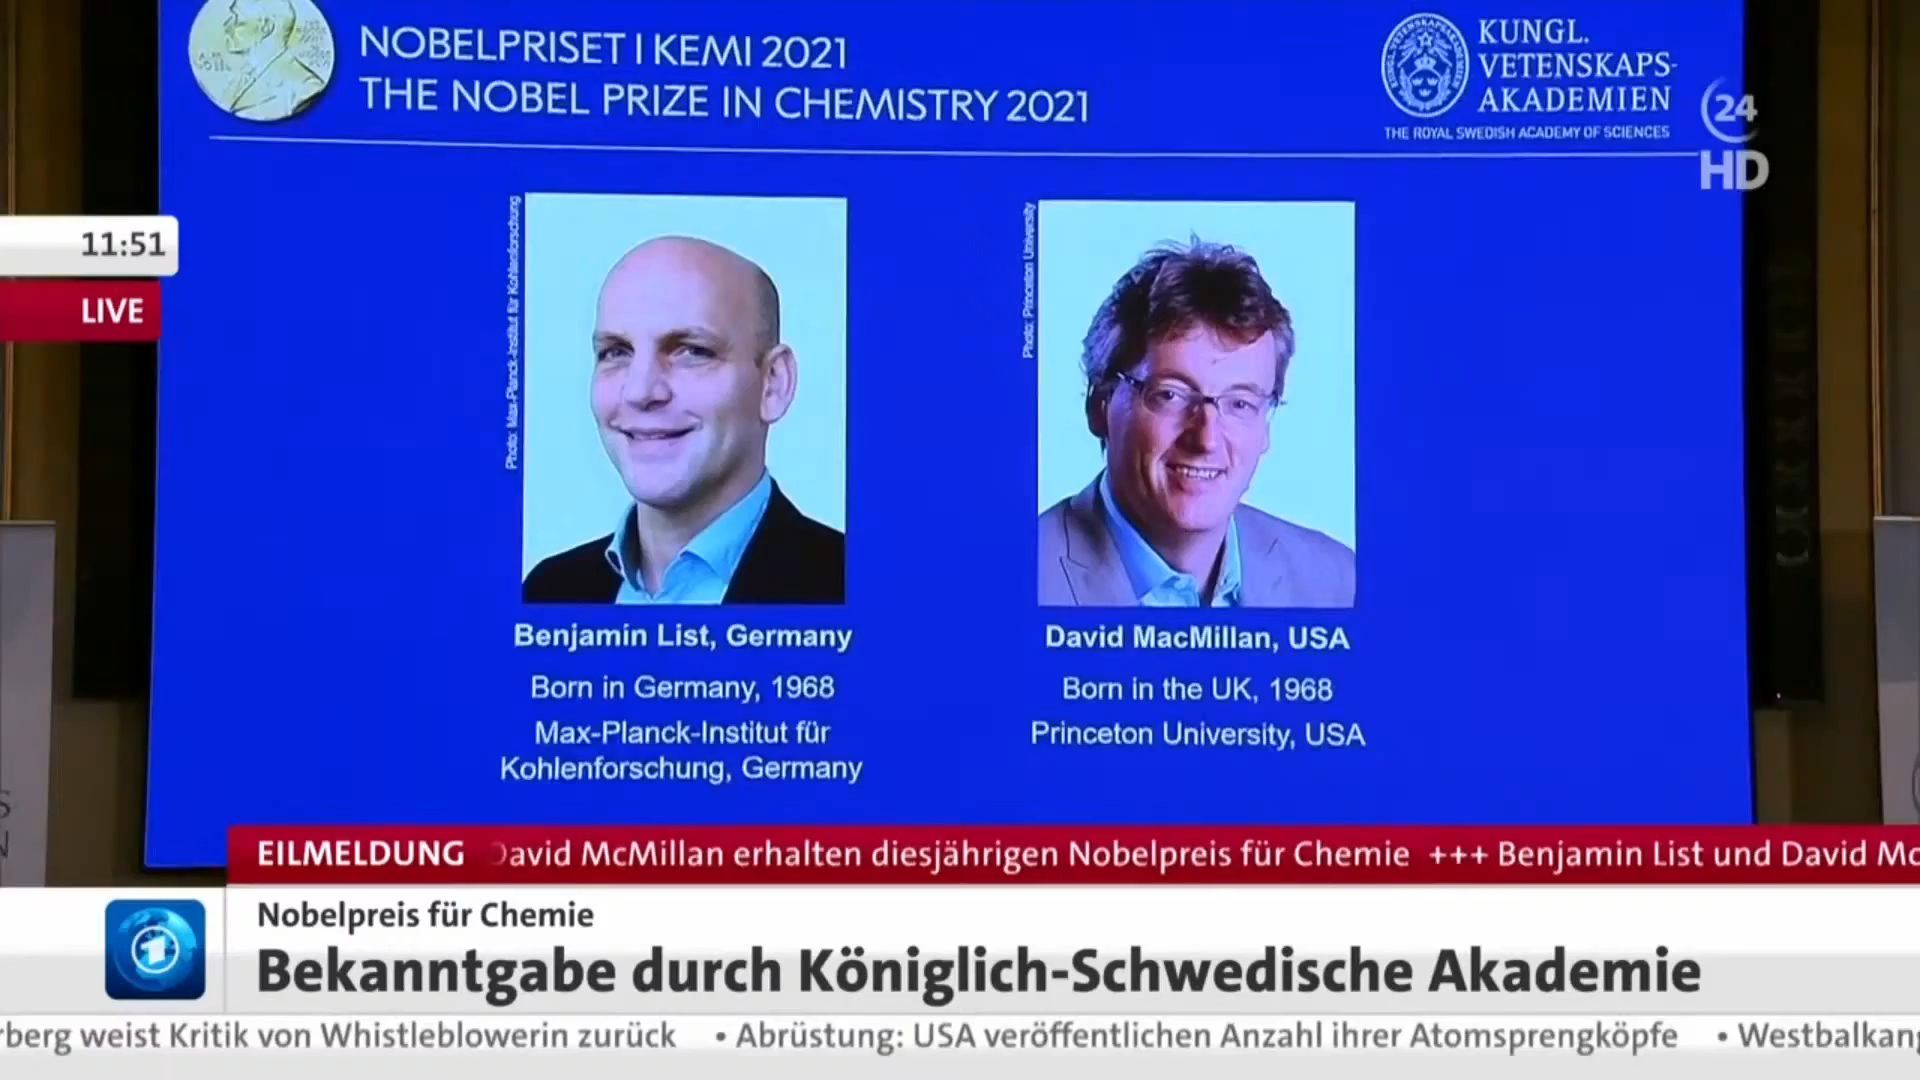 NOBELPRISET I KEMI 2021
THE NOBEL PRIZE IN CHEMISTRY 2021
KUNGL.
VETENSKAPS-
AKADEMIEN
THE ROYAL SWEDISH ACADEMY OF SCIENCES
24
HD
11:51
LIVE
Photo: Max-Planck-Institut für Kohlenforschung
Photo: Princeton University
Benjamin List, Germany
Born in Germany, 1968
Max-Planck-Institut für
Kohlenforschung, Germany
David MacMillan, USA
Born in the UK, 1968
Princeton University, USA
EILMELDUNG
David McMillan erhalten diesjährigen Nobelpreis für Chemie +++ Benjamin List und David Mc
1
Nobelpreis für Chemie
Bekanntgabe durch Königlich-Schwedische Akademie
rberg weist Kritik von Whistleblowerin zurück • Abrüstung: USA veröffentlichen Anzahl ihrer Atomsprengköpfe • Westbalkang